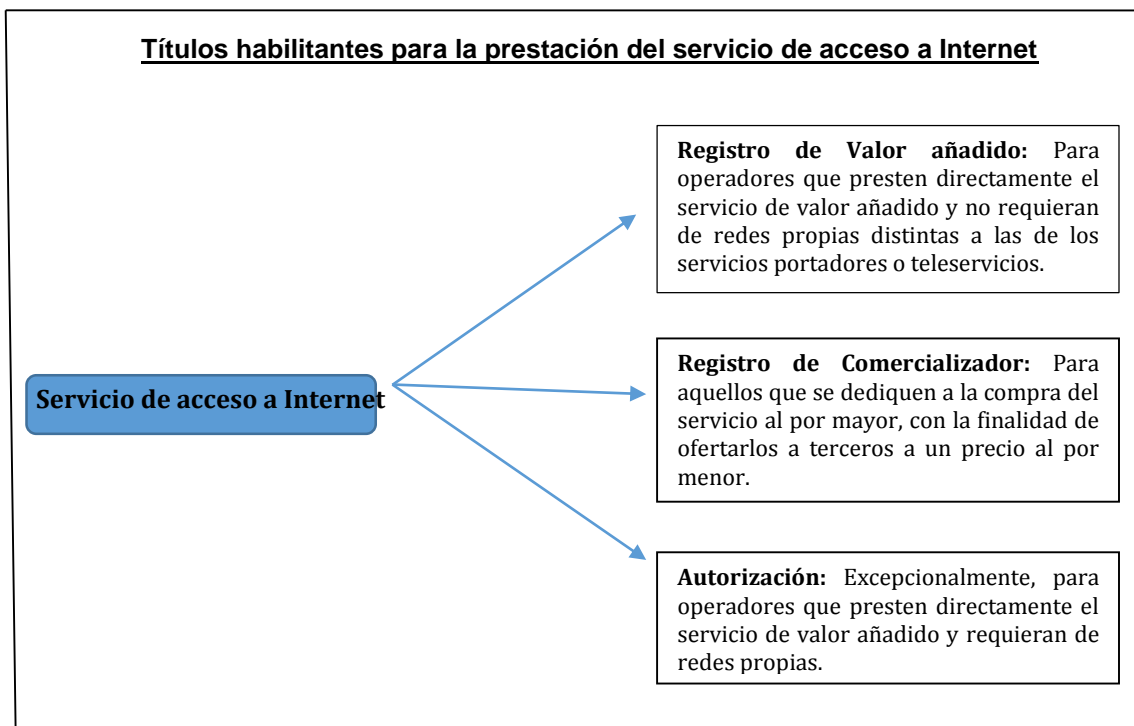 Títulos habilitantes para la prestación del servicio de acceso a Internet
Registro de Valor añadido: Para
operadores que presten directamente el
servicio de valor añadido y no requieran
de redes propias distintas a las de los
servicios portadores o teleservicios.
Servicio de acceso a Internet
Registro de Comercializador: Para
aquellos que se dediquen a la compra del
servicio al por mayor, con la finalidad de
ofertarlos a terceros a un precio al por
menor.
Autorización: Excepcionalmente, para
operadores que presten directamente el
servicio de valor añadido y requieran de
redes propias.